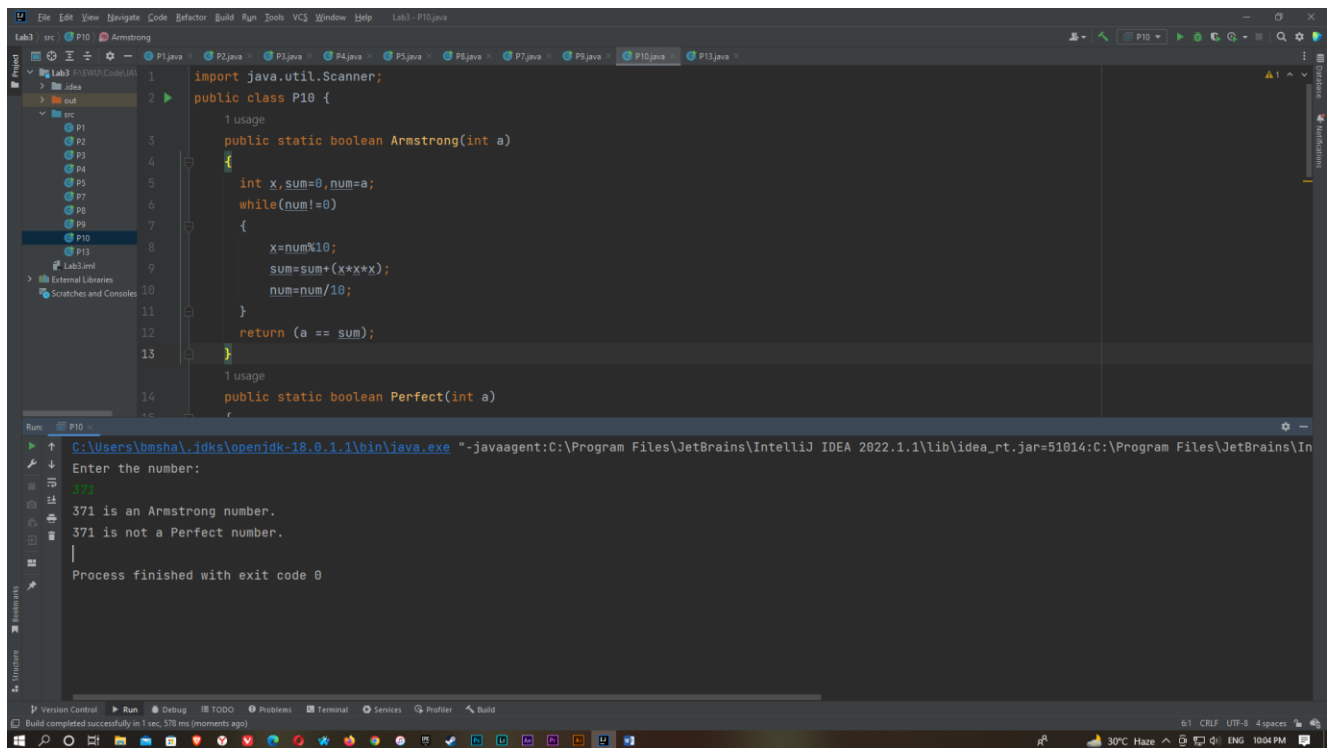 File Edit View Navigate Code Refactor Build Run Tools VCS Window Help Lab3 - P10.java
Lab3 src P10 Armstrong P10
P1.java P2.java P3.java P4.java P5.java P8.java P7.java P9.java P10.java P13.java
Project
Lab3
.idea
out
src
P1
P2
P3
P4
P5
P7
P8
P9
P10
P13
Lab3.iml
External Libraries
Scratches and Consoles
1 import java.util.Scanner;
2 public class P10 {
1 usage
3 public static boolean Armstrong(int a)
4 {
5 int x,sum=0,num=a;
6 while(num!=0)
7 {
8 x=num%10;
9 sum=sum+(x*x*x);
10 num=num/10;
11 }
12 return (a == sum);
13 }
1 usage
14 public static boolean Perfect(int a)
1
Database
Notifications
Run: P10
C:\Users\bmsha\.jdks\openjdk-18.0.1.1\bin\java.exe "-javaagent:C:\Program Files\JetBrains\IntelliJ IDEA 2022.1.1\lib\idea_rt.jar=51014:C:\Program Files\JetBrains\In
Enter the number:
371
371 is an Armstrong number.
371 is not a Perfect number.
Process finished with exit code 0
Bookmarks
Structure
Version Control Run Debug TODO Problems Terminal Services Profiler Build
Build completed successfully in 1 sec, 578 ms (moments ago) 6:1 CRLF UTF-8 4 spaces
30°C Haze ENG 10:04 PM